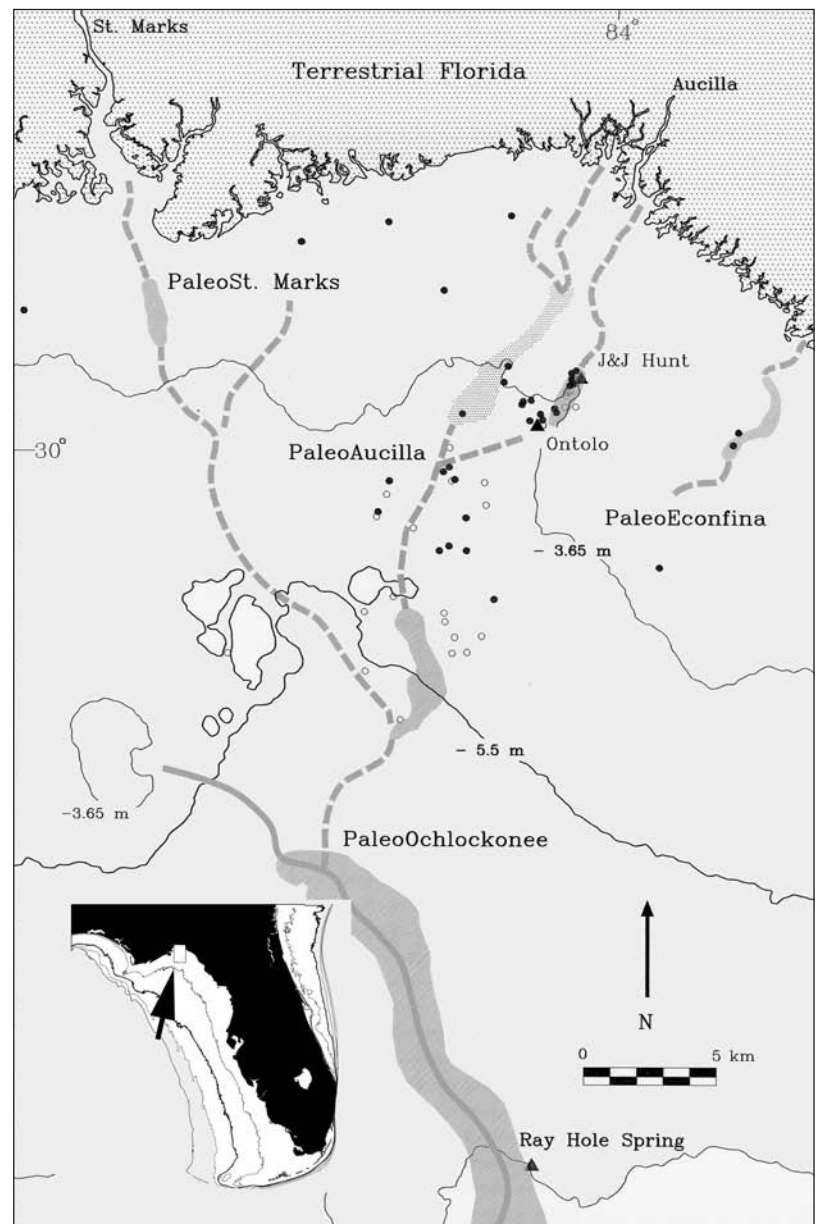 St. Marks
84°
Terrestrial Florida
Aucilla
PaleoSt. Marks
J&J Hunt
30°
PaleoAucilla
Ontolo
PaleoEconfina
- 3.65 m
- 5.5 m
-3.65 m
PaleoOchlockonee
N
0 5 km
Ray Hole Spring